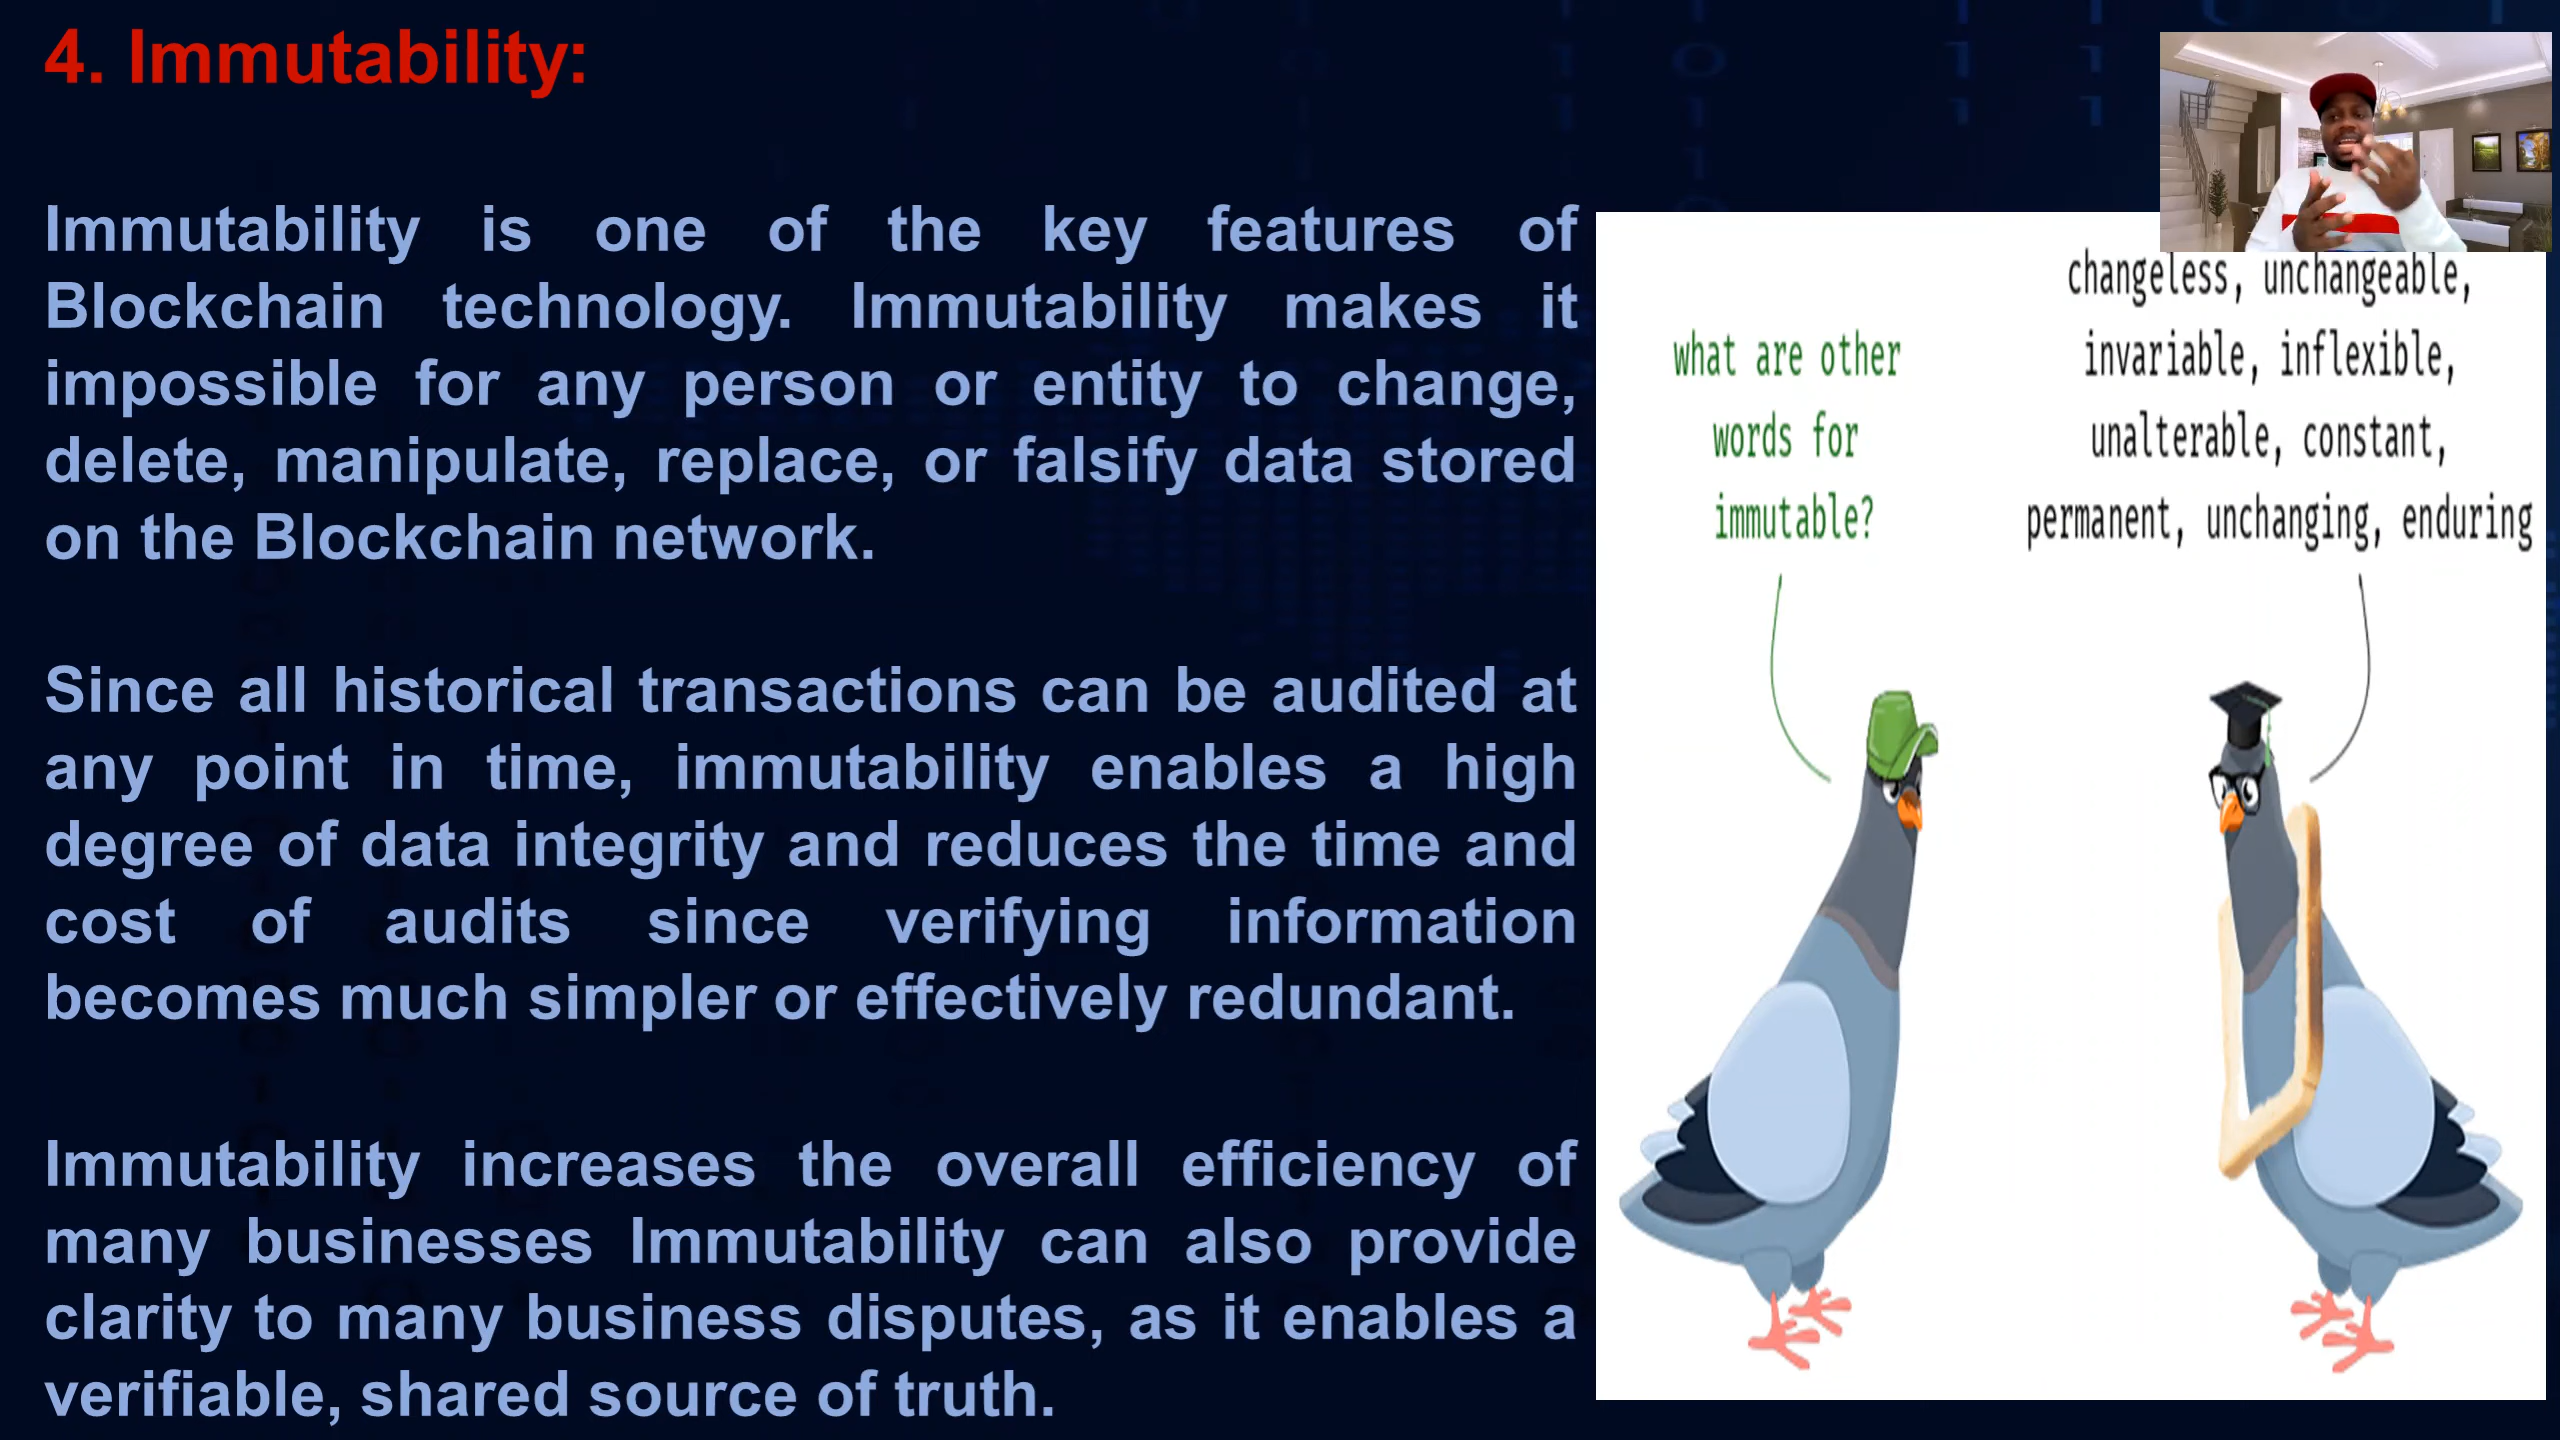 4. Immutability:
Immutability is one of the key features of
Blockchain technology. Immutability makes it
impossible for any person or entity to change,
delete, manipulate, replace, or falsify data stored
on the Blockchain network.
Since all historical transactions can be audited at
any point in time, immutability enables a high
degree of data integrity and reduces the time and
cost of audits since verifying information
becomes much simpler or effectively redundant.
Immutability increases the overall efficiency of
many businesses Immutability can also provide
clarity to many business disputes, as it enables a
verifiable, shared source of truth.
what are other
words for
immutable?
changeless, unchangeable,
invariable, inflexible,
unalterable, constant,
permanent, unchanging, enduring